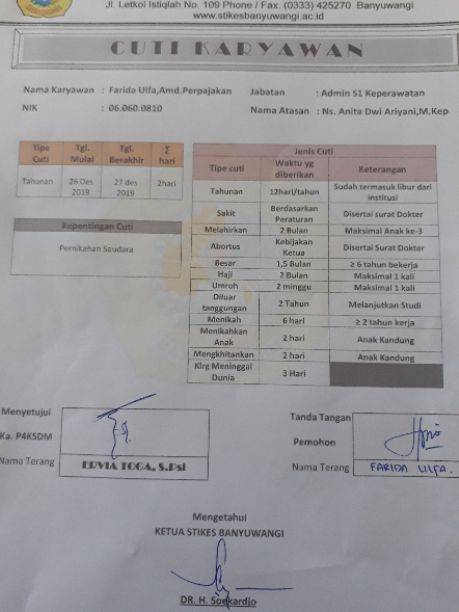 Jl. Letkol Istiqlah No. 109 Phone / Fax. (0333) 425270 Banyuwangi
www.stikesbanyuwangi.ac.id
CUTI KARYAWAN
Nama Karyawan : Farida Ulfa,Amd.Perpajakan Jabatan : Admin S1 Keperawatan
NIK : 06.060.0810 Nama Atasan : Ns. Anita Dwi Ariyani,M.Kep
Tipe Cuti Tgl. Mulai Tgl. Berakhir Σ hari
Tahunan 26 Des 2019 27 des 2019 2hari
Kepentingan Cuti
Pernikahan Saudara
Jenis Cuti
Tipe cuti Waktu yg diberikan Keterangan
Tahunan 12hari/tahun Sudah termasuk libur dari institusi
Sakit Berdasarkan Peraturan Disertai surat Dokter
Melahirkan 2 Bulan Maksimal Anak ke-3
Abortus Kebijakan Ketua Disertai Surat Dokter
Besar 1,5 Bulan ≥ 6 tahun bekerja
Haji 2 Bulan Maksimal 1 kali
Umroh 2 minggu Maksimal 1 kali
Diluar tanggungan 2 Tahun Melanjutkan Studi
Menikah 6 hari ≥ 2 tahun kerja
Menikahkan Anak 2 hari Anak Kandung
Mengkhitankan 2 hari Anak Kandung
Klrg Meninggal Dunia 3 Hari
Menyetujui
Ka. P4KSDM
Nama Terang ERVIA TOGA, S.Psi
Tanda Tangan
Pemohon
Nama Terang FARIDA ULFA.
Mengetahui
KETUA STIKES BANYUWANGI
DR. H. Soekardjo